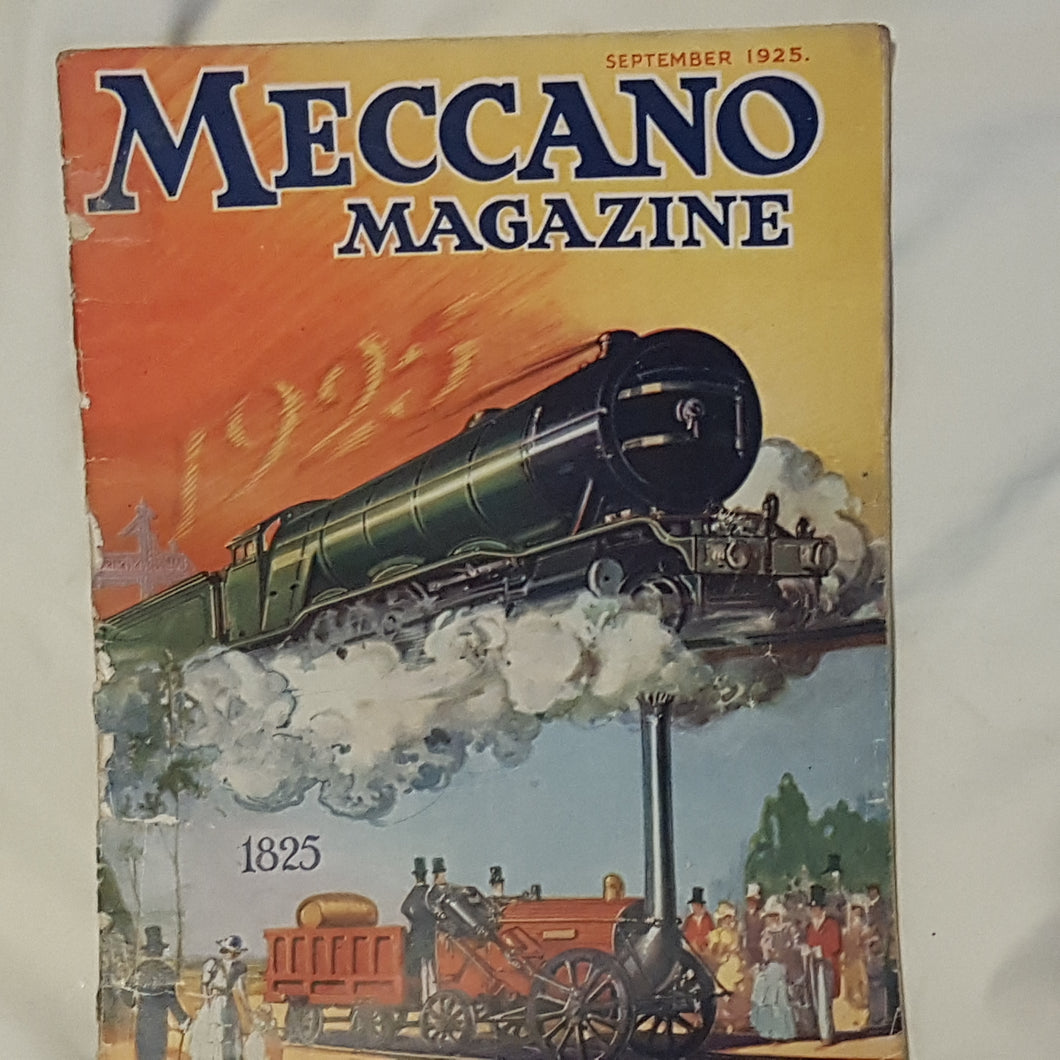 SEPTEMBER 1925.
MECCANO
MAGAZINE
1925
1825